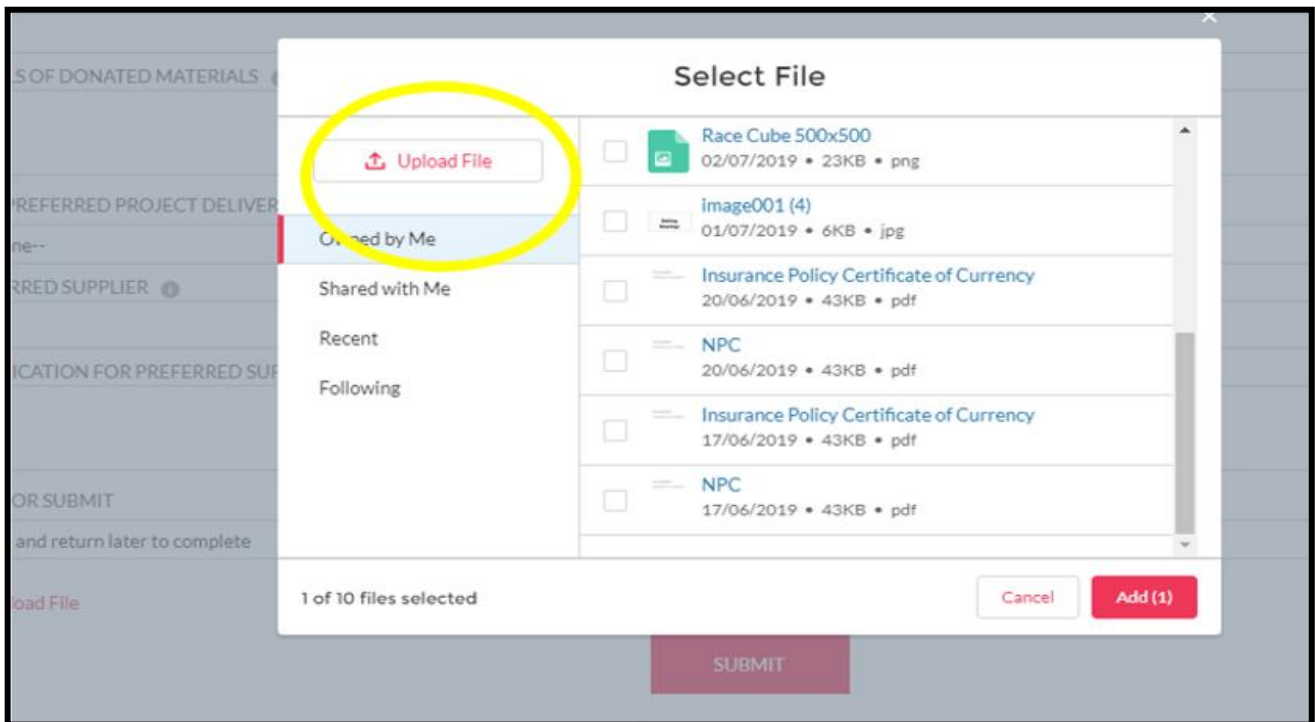 Select File
S OF DONATED MATERIALS
Upload File
Owned by Me
Shared with Me
Recent
Following
Race Cube 500x500
02/07/2019 • 23KB • png
image001 (4)
01/07/2019 • 6KB • jpg
Insurance Policy Certificate of Currency
20/06/2019 • 43KB • pdf
NPC
20/06/2019 • 43KB • pdf
Insurance Policy Certificate of Currency
17/06/2019 • 43KB • pdf
NPC
17/06/2019 • 43KB • pdf
1 of 10 files selected
Cancel
Add (1)
PREFERRED PROJECT DELIVER
ne--
RRED SUPPLIER
ICATION FOR PREFERRED SUP
OR SUBMIT
and return later to complete
oad File
SUBMIT